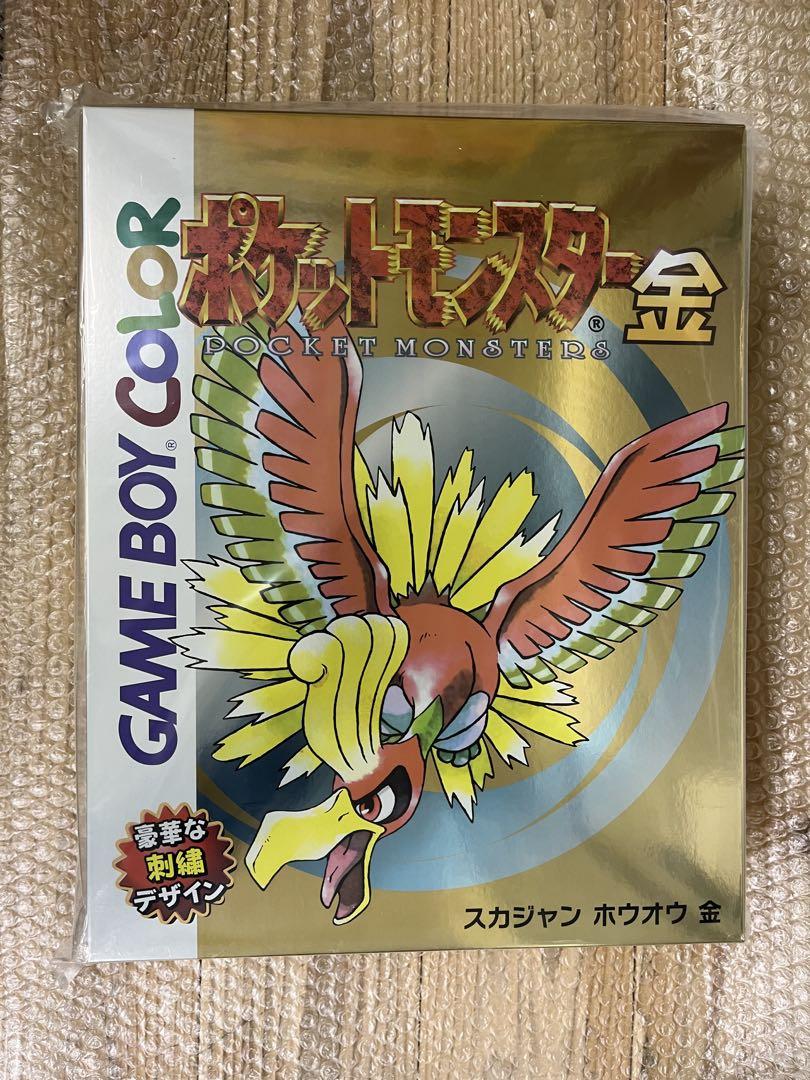 GAME BOY® COLOR
ポケットモンスター金
®
POCKET MONSTERS
豪華な
刺繍
デザイン
スカジャン ホウオウ 金